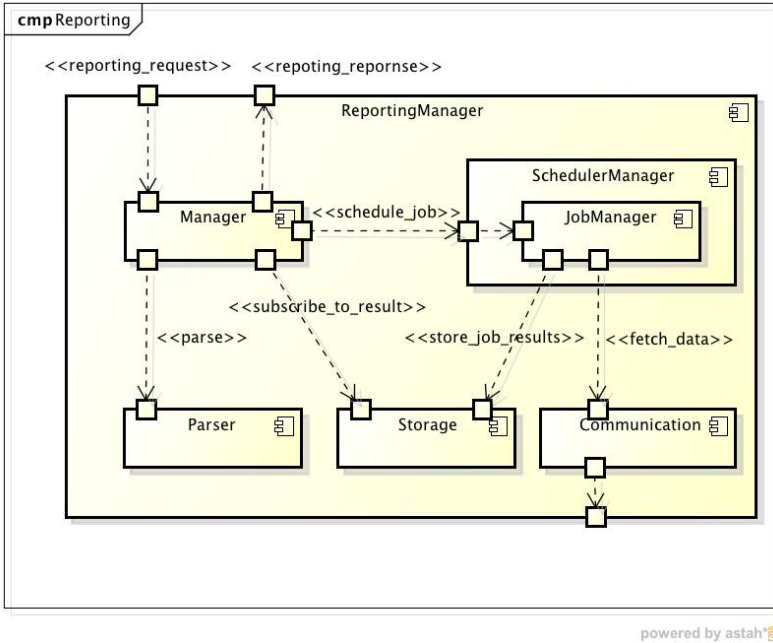 cmp Reporting
<<reporting_request>> <<repoting_repornse>>
ReportingManager
SchedulerManager
Manager
<<schedule_job>>
JobManager
<<subscribe_to_result>>
<<parse>>
<<store_job_results>>
<<fetch_data>>
Parser
Storage
Communication
powered by astah*